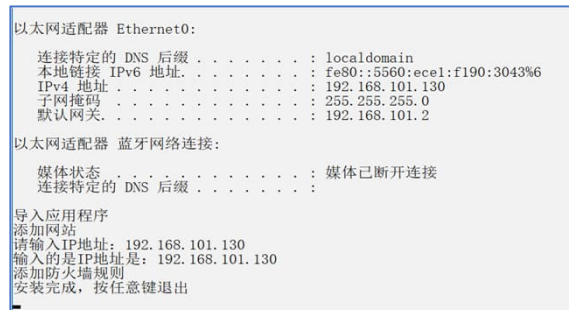 以太网适配器 Ethernet0:
连接特定的 DNS 后缀 . . . . . . . : localdomain
本地链接 IPv6 地址. . . . . . . . : fe80::5560:ece1:f190:3043%6
IPv4 地址 . . . . . . . . . . . . : 192.168.101.130
子网掩码 . . . . . . . . . . . . : 255.255.255.0
默认网关. . . . . . . . . . . . . : 192.168.101.2
以太网适配器 蓝牙网络连接:
媒体状态 . . . . . . . . . . . . : 媒体已断开连接
连接特定的 DNS 后缀 . . . . . . . :
导入应用程序
添加网站
请输入IP地址: 192.168.101.130
输入的是IP地址是: 192.168.101.130
添加防火墙规则
安装完成，按任意键退出